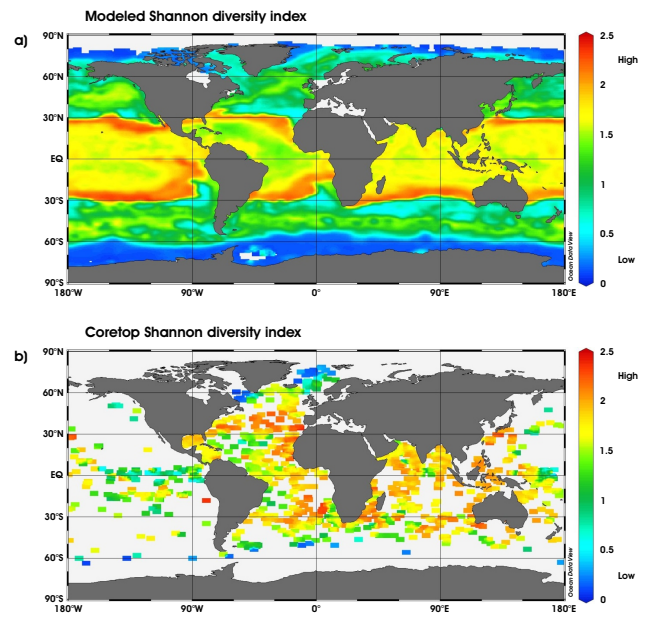 Modeled Shannon diversity index
a)
90°N
60°N
30°N
EQ
30°S
60°S
90°S
180°W
90°W
0°
90°E
180°E
Ocean Data View
2.5
2
1.5
1
0.5
0
High
Low
Coretop Shannon diversity index
b)
90°N
60°N
30°N
EQ
30°S
60°S
90°S
180°W
90°W
0°
90°E
180°E
Ocean Data View
2.5
2
1.5
1
0.5
0
High
Low